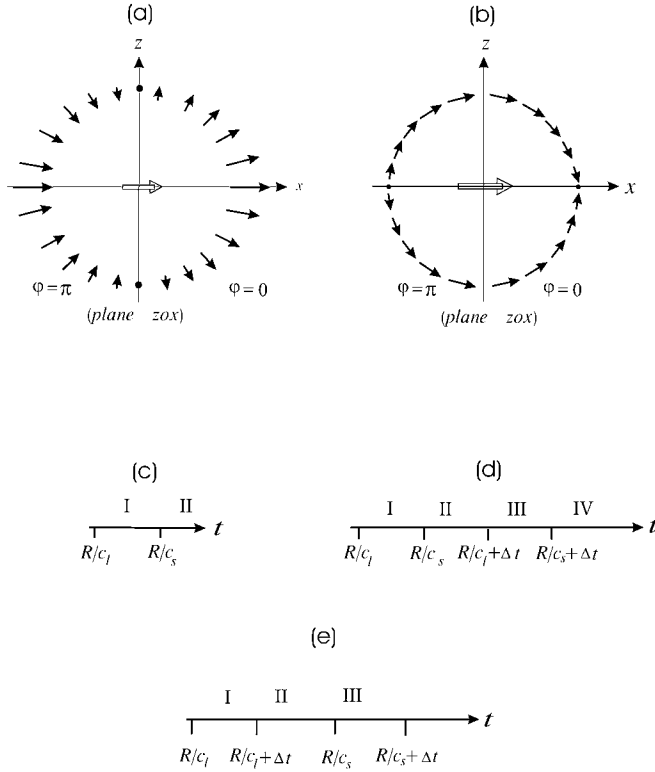 (a)
(b)
z
z
x
x
φ=π
φ=0
φ=π
φ=0
(plane zox)
(plane zox)
(c)
(d)
I II
t
R/c_l R/c_s
I II III IV
t
R/c_l R/c_s R/c_l+Δt R/c_s+Δt
(e)
I II III
t
R/c_l R/c_l+Δt R/c_s R/c_s+Δt